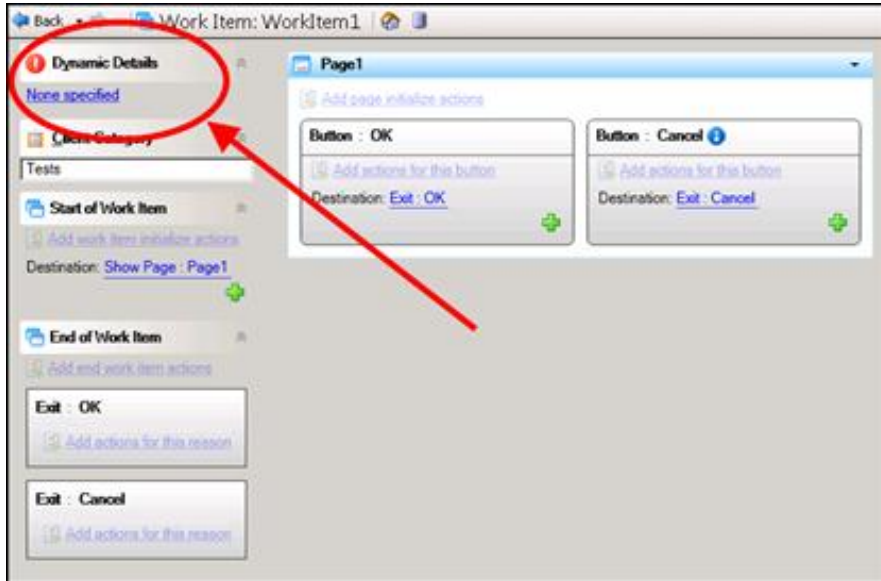 Back
Work Item: WorkItem1
Dynamic Details
None specified
Client Category
Tests
Start of Work Item
Add work item initialize actions
Destination: Show Page : Page1
End of Work Item
Add end work item actions
Exit : OK
Add actions for this reason
Exit : Cancel
Add actions for this reason
Page1
Add page initialize actions
Button : OK
Add actions for this button
Destination: Exit : OK
Button : Cancel
Add actions for this button
Destination: Exit : Cancel